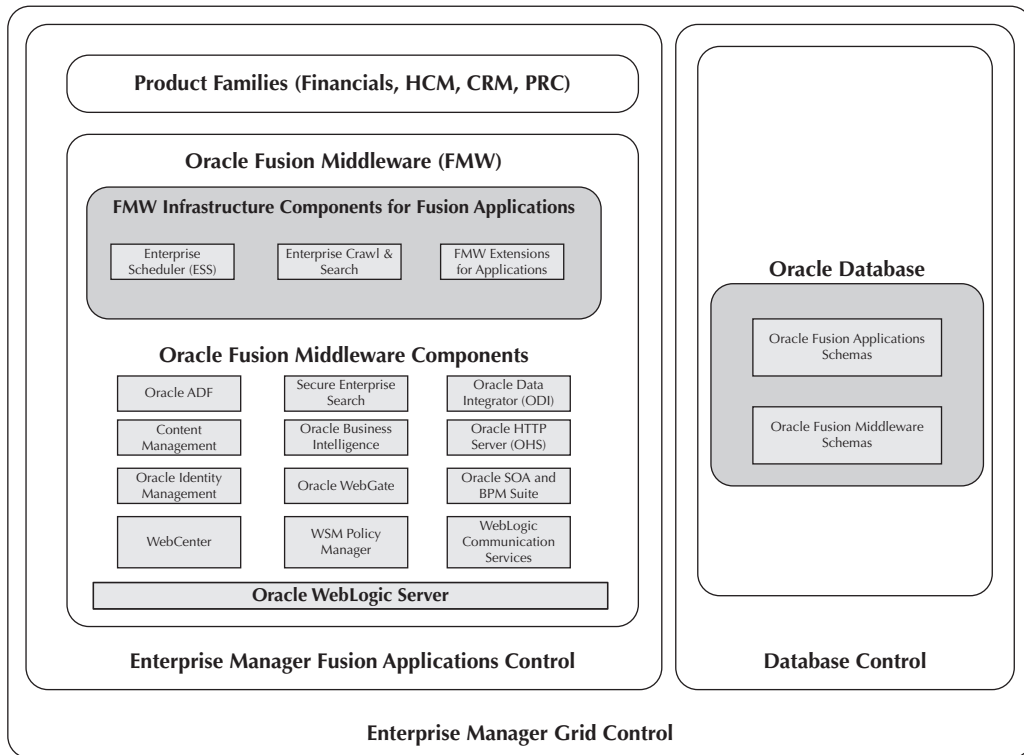 Product Families (Financials, HCM, CRM, PRC)
Oracle Fusion Middleware (FMW)
FMW Infrastructure Components for Fusion Applications
Enterprise
Scheduler (ESS)
Enterprise Crawl &
Search
FMW Extensions
for Applications
Oracle Fusion Middleware Components
Oracle ADF
Secure Enterprise
Search
Oracle Data
Integrator (ODI)
Content
Management
Oracle Business
Intelligence
Oracle HTTP
Server (OHS)
Oracle Identity
Management
Oracle WebGate
Oracle SOA and
BPM Suite
WebCenter
WSM Policy
Manager
WebLogic
Communication
Services
Oracle WebLogic Server
Enterprise Manager Fusion Applications Control
Oracle Database
Oracle Fusion Applications
Schemas
Oracle Fusion Middleware
Schemas
Database Control
Enterprise Manager Grid Control